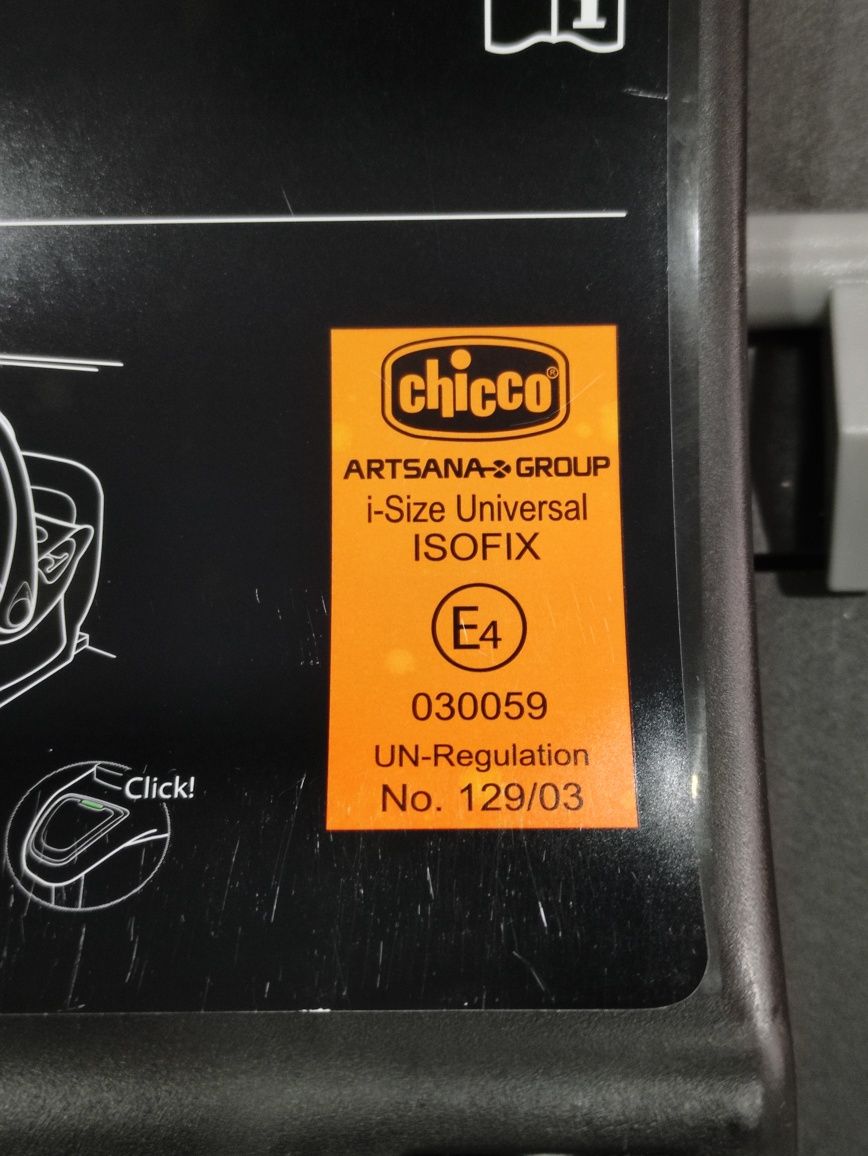 chicco®
ARTSANA GROUP
i-Size Universal
ISOFIX
E4
030059
UN-Regulation
No. 129/03
Click!